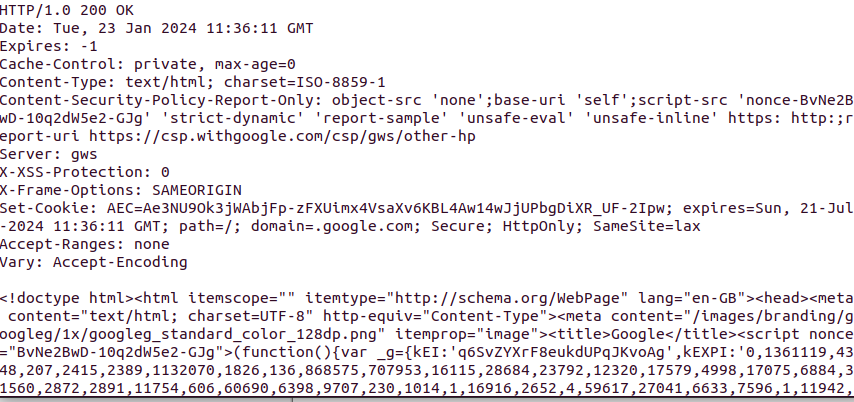 HTTP/1.0 200 OK
Date: Tue, 23 Jan 2024 11:36:11 GMT
Expires: -1
Cache-Control: private, max-age=0
Content-Type: text/html; charset=ISO-8859-1
Content-Security-Policy-Report-Only: object-src 'none';base-uri 'self';script-src 'nonce-BvNe2B
wD-10q2dW5e2-GJg' 'strict-dynamic' 'report-sample' 'unsafe-eval' 'unsafe-inline' https: http:;r
eport-uri https://csp.withgoogle.com/csp/gws/other-hp
Server: gws
X-XSS-Protection: 0
X-Frame-Options: SAMEORIGIN
Set-Cookie: AEC=Ae3NU9Ok3jWAbjFp-zFXUimx4VsaXv6KBL4Aw14wJjUPbgDiXR_UF-2Ipw; expires=Sun, 21-Jul
-2024 11:36:11 GMT; path=/; domain=.google.com; Secure; HttpOnly; SameSite=lax
Accept-Ranges: none
Vary: Accept-Encoding
<!doctype html><html itemscope="" itemtype="http://schema.org/WebPage" lang="en-GB"><head><meta
content="text/html; charset=UTF-8" http-equiv="Content-Type"><meta content="/images/branding/g
oogleg/1x/googleg_standard_color_128dp.png" itemprop="image"><title>Google</title><script nonce
="BvNe2BwD-10q2dW5e2-GJg">(function(){var _g={kEI:'q6SvZYXrF8eukdUPqJKvoAg',kEXPI:'0,1361119,43
48,207,2415,2389,1132070,1826,136,868575,707953,16115,28684,23792,12320,17579,4998,17075,6884,3
1560,2872,2891,11754,606,60690,6398,9707,230,1014,1,16916,2652,4,59617,27041,6633,7596,1,11942,